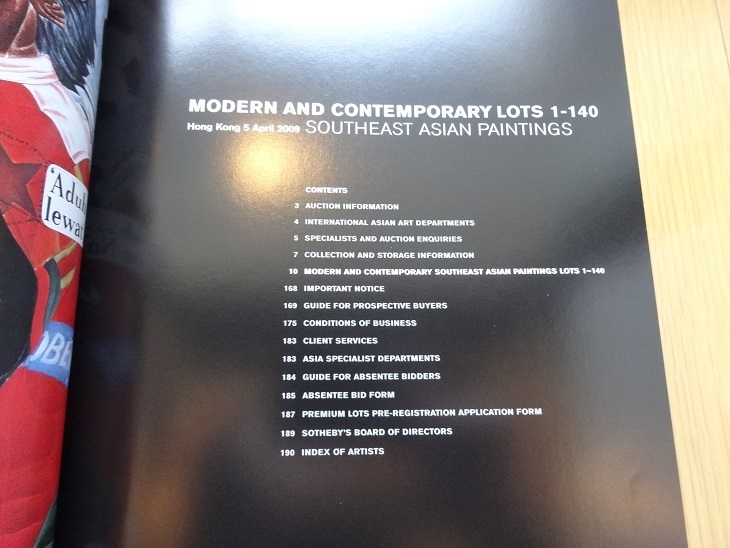 MODERN AND CONTEMPORARY LOTS 1-140
Hong Kong 5 April 2009 SOUTHEAST ASIAN PAINTINGS
CONTENTS
3 AUCTION INFORMATION
4 INTERNATIONAL ASIAN ART DEPARTMENTS
5 SPECIALISTS AND AUCTION ENQUIRIES
7 COLLECTION AND STORAGE INFORMATION
10 MODERN AND CONTEMPORARY SOUTHEAST ASIAN PAINTINGS LOTS 1–140
168 IMPORTANT NOTICE
169 GUIDE FOR PROSPECTIVE BUYERS
175 CONDITIONS OF BUSINESS
183 CLIENT SERVICES
183 ASIA SPECIALIST DEPARTMENTS
184 GUIDE FOR ABSENTEE BIDDERS
185 ABSENTEE BID FORM
187 PREMIUM LOTS PRE-REGISTRATION APPLICATION FORM
189 SOTHEBY'S BOARD OF DIRECTORS
190 INDEX OF ARTISTS